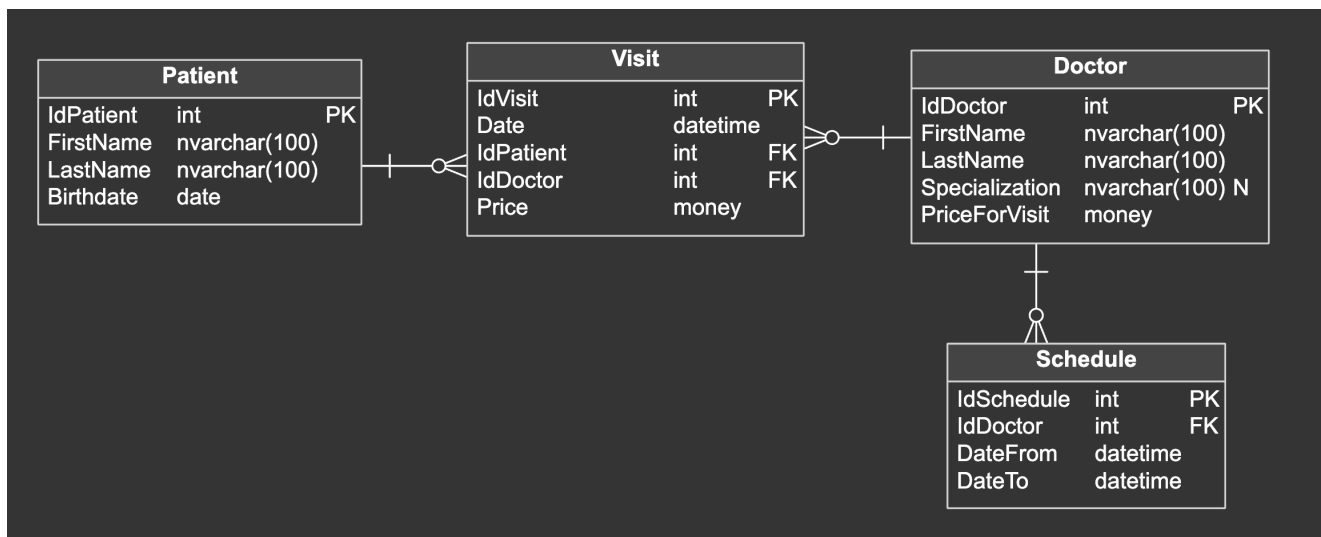 Patient
IdPatient int PK
FirstName nvarchar(100)
LastName nvarchar(100)
Birthdate date
Visit
IdVisit int PK
Date datetime
IdPatient int FK
IdDoctor int FK
Price money
Doctor
IdDoctor int PK
FirstName nvarchar(100)
LastName nvarchar(100)
Specialization nvarchar(100) N
PriceForVisit money
Schedule
IdSchedule int PK
IdDoctor int FK
DateFrom datetime
DateTo datetime